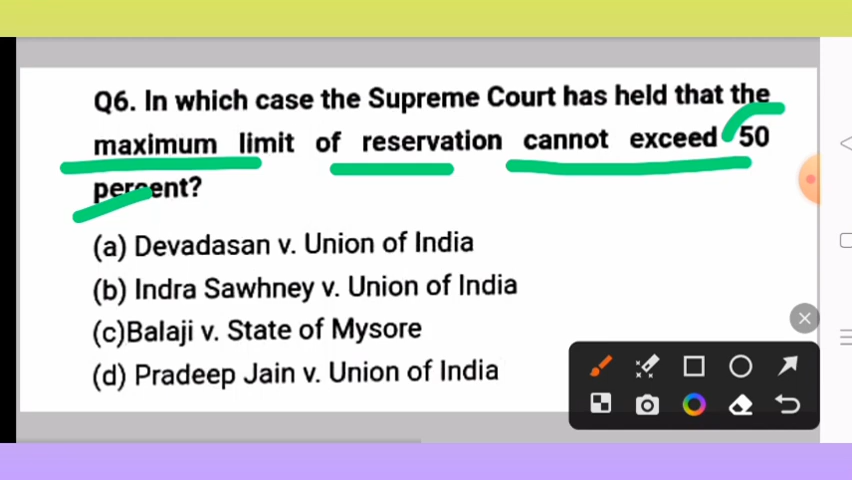 Q6. In which case the Supreme Court has held that the
maximum limit of reservation cannot exceed 50
percent?
(a) Devadasan v. Union of India
(b) Indra Sawhney v. Union of India
(c)Balaji v. State of Mysore
(d) Pradeep Jain v. Union of India